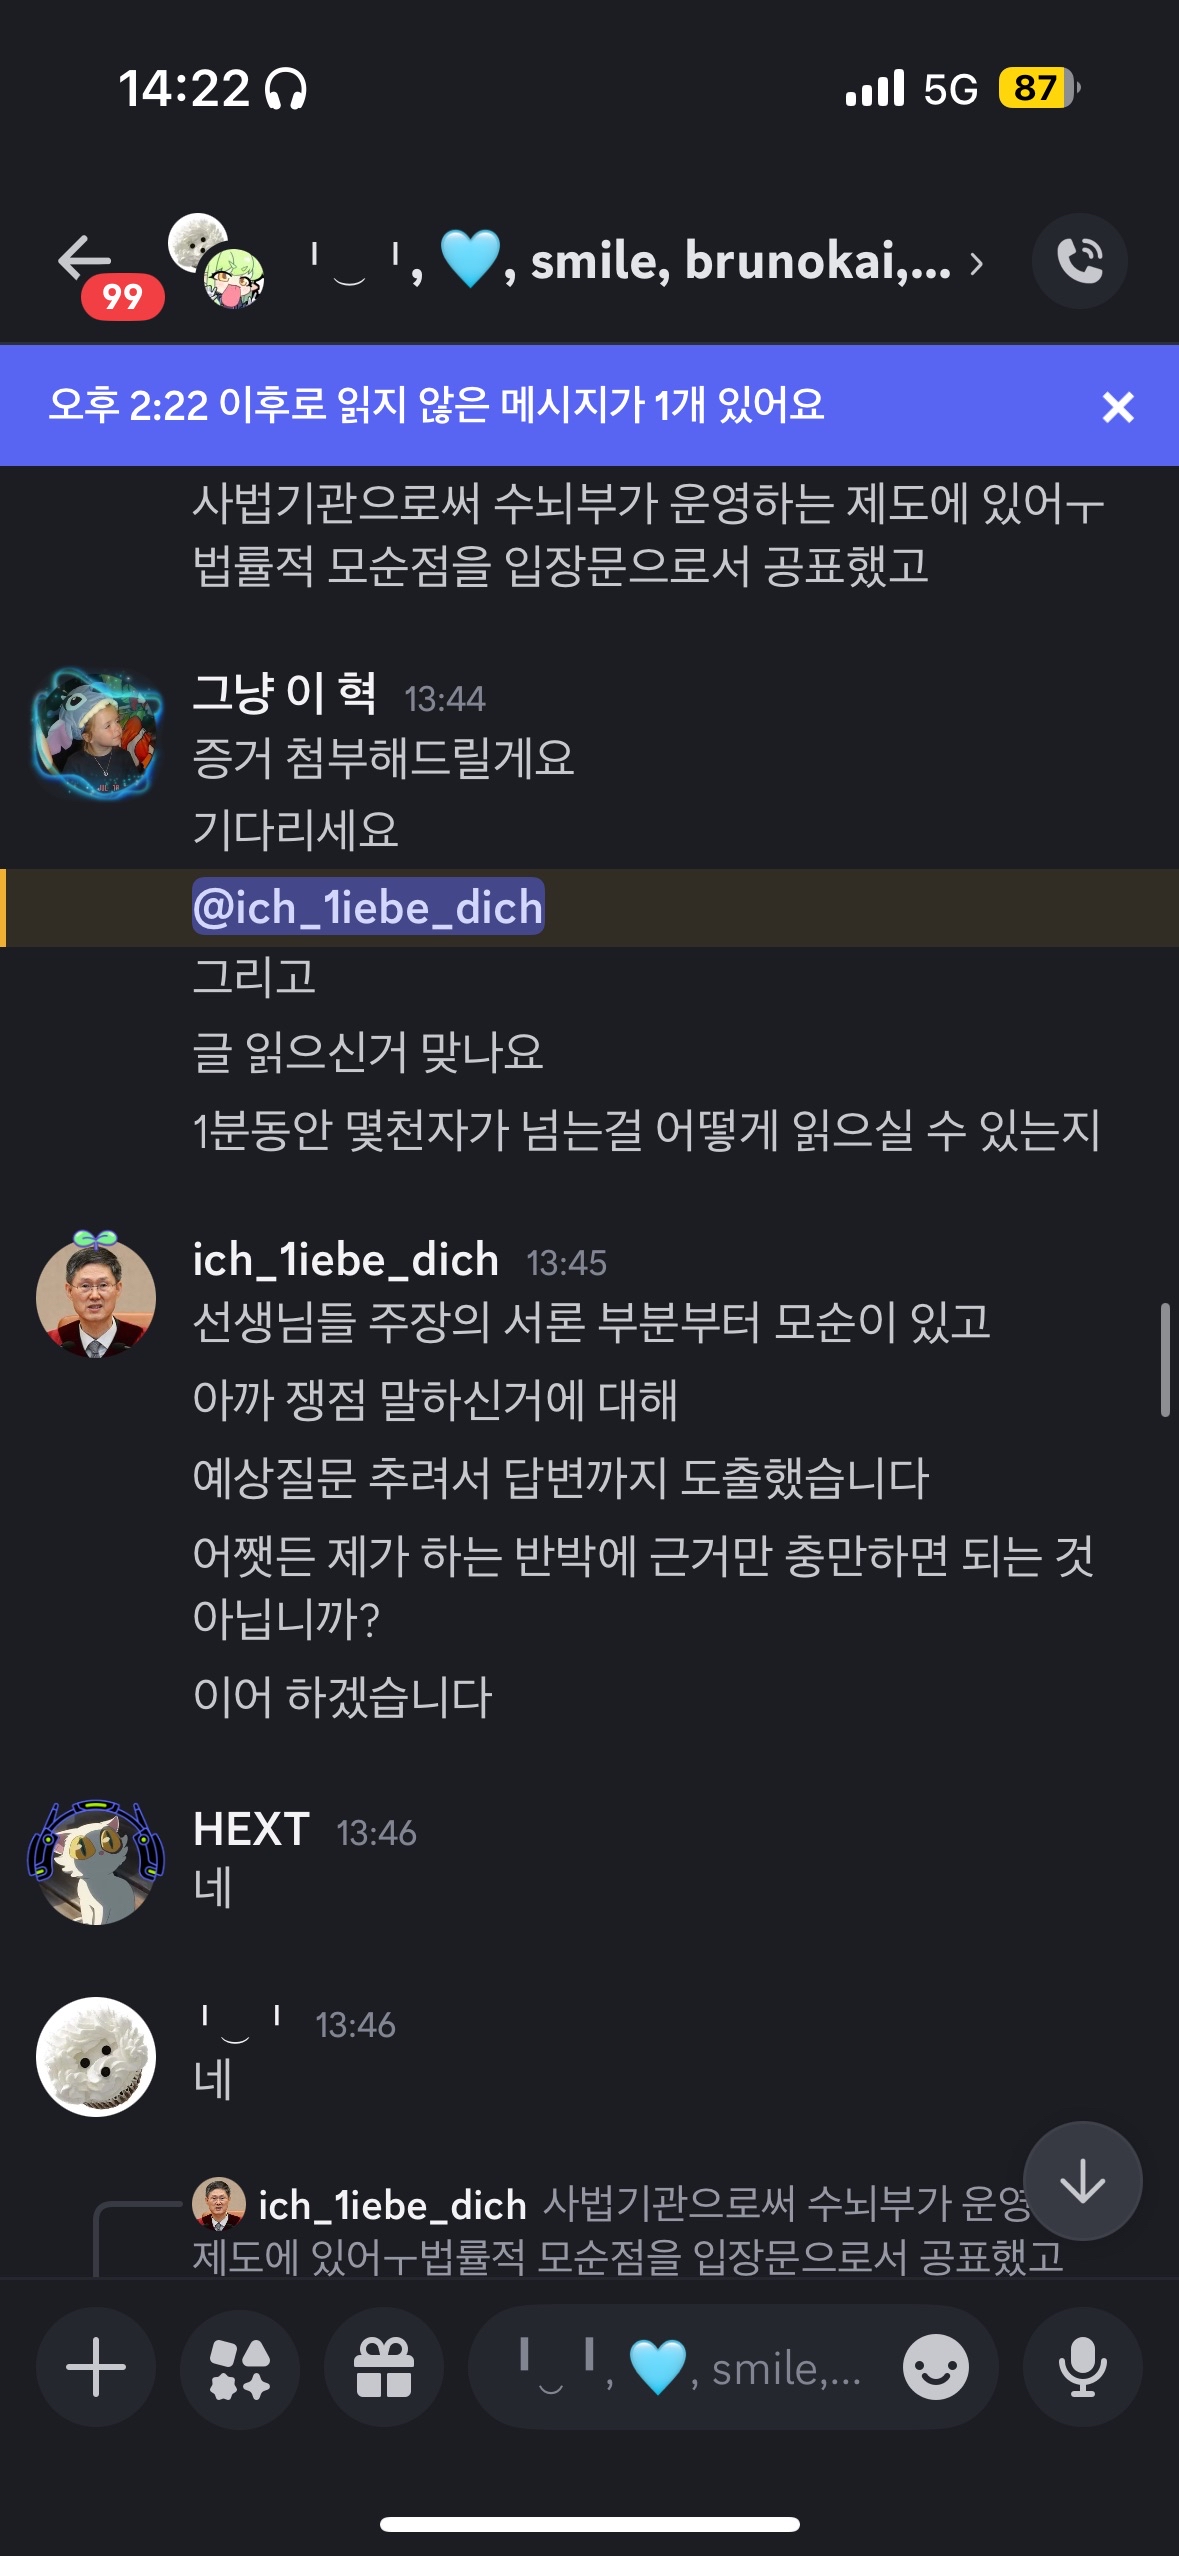 14:22
5G
87
99
╹‿╹, 🩵, smile, brunokai,... ›
오후 2:22 이후로 읽지 않은 메시지가 1개 있어요
사법기관으로써 수뇌부가 운영하는 제도에 있어ㅜ
법률적 모순점을 입장문으로서 공표했고
그냥 이 혁 13:44
증거 첨부해드릴게요
기다리세요
@ich_1iebe_dich
그리고
글 읽으신거 맞나요
1분동안 몇천자가 넘는걸 어떻게 읽으실 수 있는지
ich_1iebe_dich 13:45
선생님들 주장의 서론 부분부터 모순이 있고
아까 쟁점 말하신거에 대해
예상질문 추려서 답변까지 도출했습니다
어쨋든 제가 하는 반박에 근거만 충만하면 되는 것
아닙니까?
이어 하겠습니다
HEXT 13:46
네
╹‿╹ 13:46
네
ich_1iebe_dich 사법기관으로써 수뇌부가 운영
제도에 있어ㅜ법률적 모순점을 입장문으로서 공표했고
╹‿╹, 🩵, smile,...